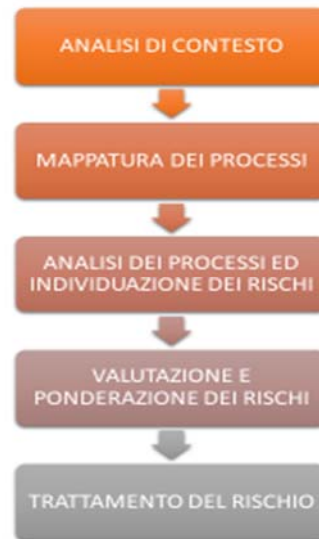 ANALISI DI CONTESTO
MAPPATURA DEI PROCESSI
ANALISI DEI PROCESSI ED
INDIVIDUAZIONE DEI RISCHI
VALUTAZIONE E
PONDERAZIONE DEI RISCHI
TRATTAMENTO DEL RISCHIO